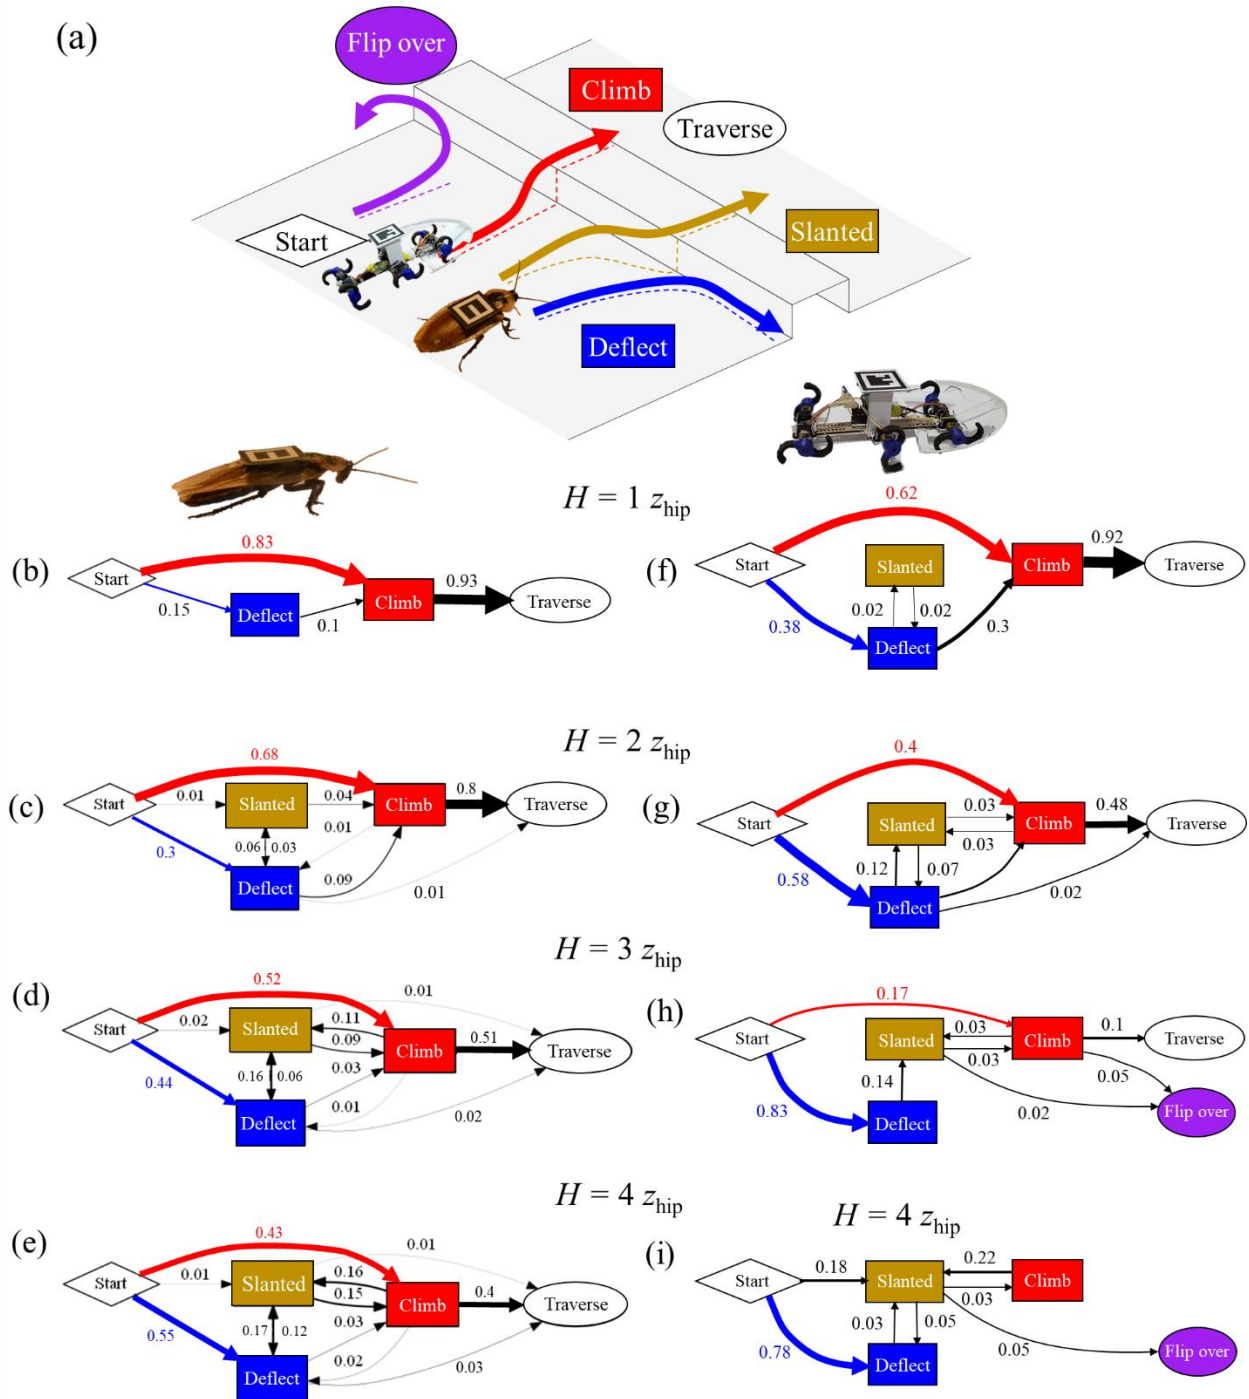 (a)
Flip over
Climb
Traverse
Start
Slanted
Deflect
H = 1 z_hip
(b)
Start
0.83
0.15
Deflect
0.1
Climb
0.93
Traverse
(f)
Start
0.62
0.38
Slanted
0.02
0.02
Deflect
0.3
Climb
0.92
Traverse
H = 2 z_hip
(c)
Start
0.68
0.01
Slanted
0.04
Climb
0.8
Traverse
0.01
0.3
0.06
0.03
Deflect
0.09
0.01
(g)
Start
0.4
0.58
Slanted
0.03
0.03
Climb
0.48
Traverse
0.12
0.07
Deflect
0.02
H = 3 z_hip
(d)
Start
0.52
0.02
Slanted
0.01
0.11
0.09
Climb
0.51
Traverse
0.44
0.16
0.06
0.03
0.01
Deflect
0.02
(h)
Start
0.17
0.83
Slanted
0.03
0.03
Climb
0.1
Traverse
0.14
0.05
0.02
Deflect
Flip over
H = 4 z_hip
(e)
Start
0.43
0.01
Slanted
0.01
0.16
0.15
Climb
0.4
Traverse
0.55
0.17
0.12
0.03
0.02
Deflect
0.03
H = 4 z_hip
(i)
Start
0.18
Slanted
0.22
0.03
Climb
0.78
0.03
0.05
Deflect
0.05
Flip over